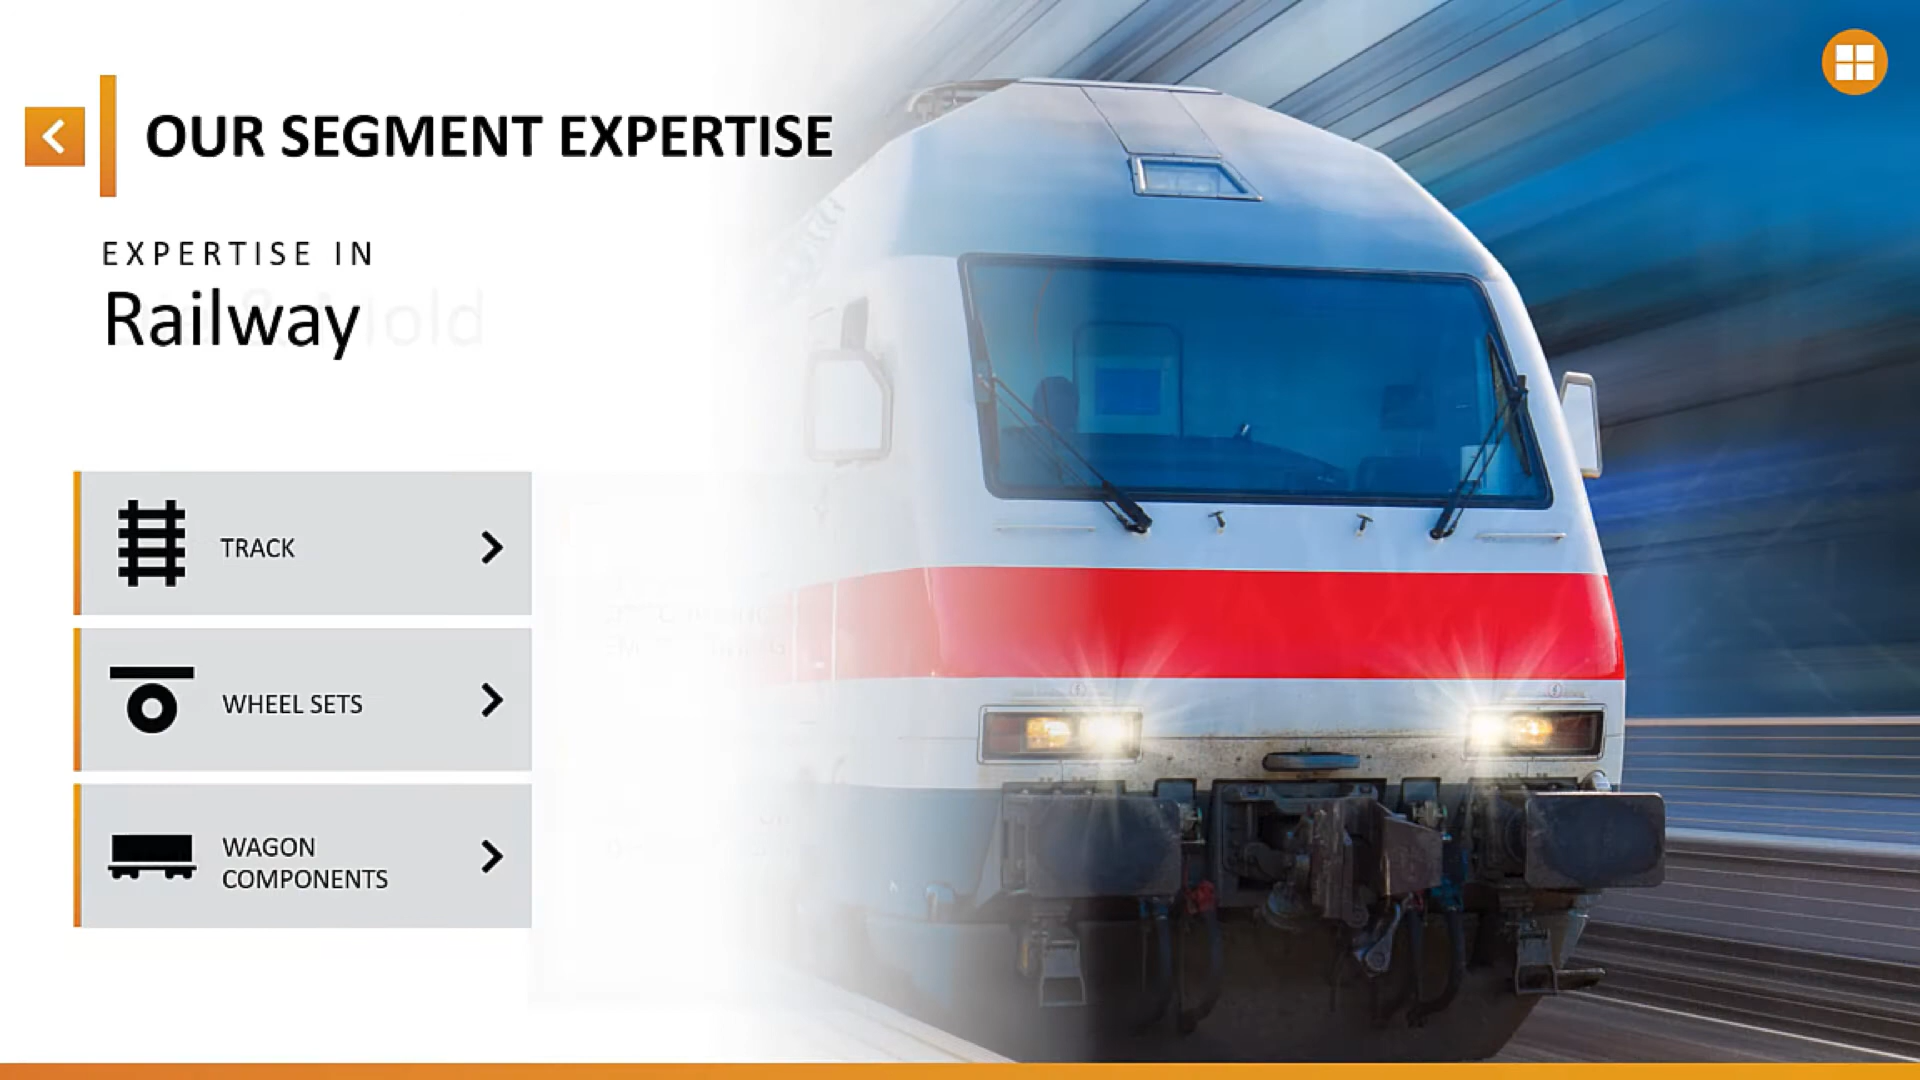 OUR SEGMENT EXPERTISE
EXPERTISE IN
Railway
TRACK
WHEEL SETS
WAGON
COMPONENTS